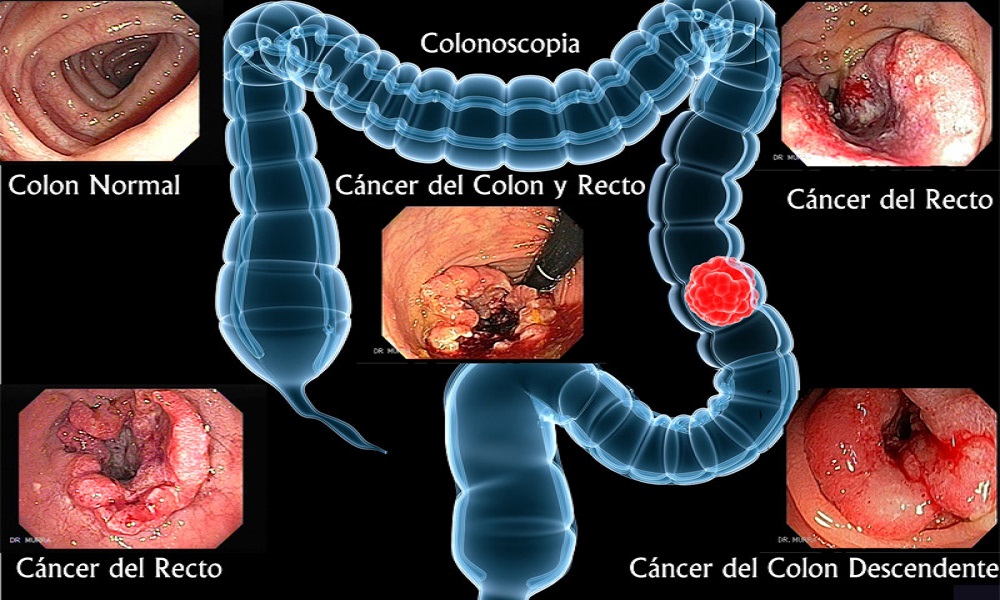 Colonoscopia
Colon Normal
Cáncer del Colon y Recto
Cáncer del Recto
Cáncer del Recto
Cáncer del Colon Descendente